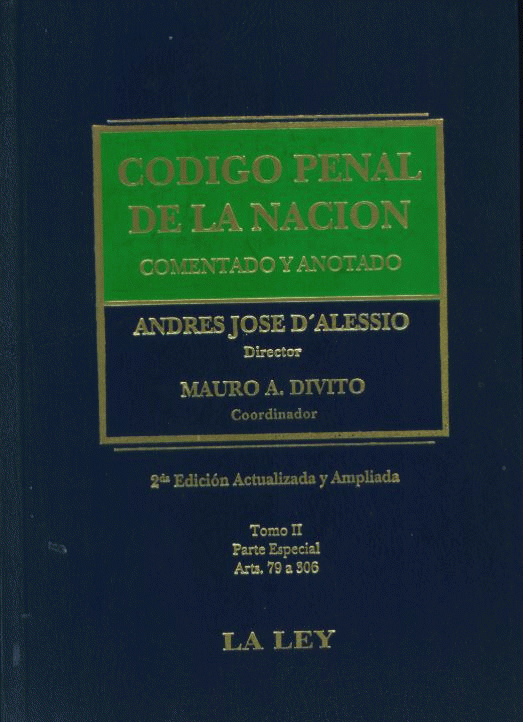 CODIGO PENAL
DE LA NACION
COMENTADO Y ANOTADO
ANDRES JOSE D´ALESSIO
Director
MAURO A. DIVITO
Coordinador
2da Edición Actualizada y Ampliada
Tomo II
Parte Especial
Arts. 79 a 306
LA LEY